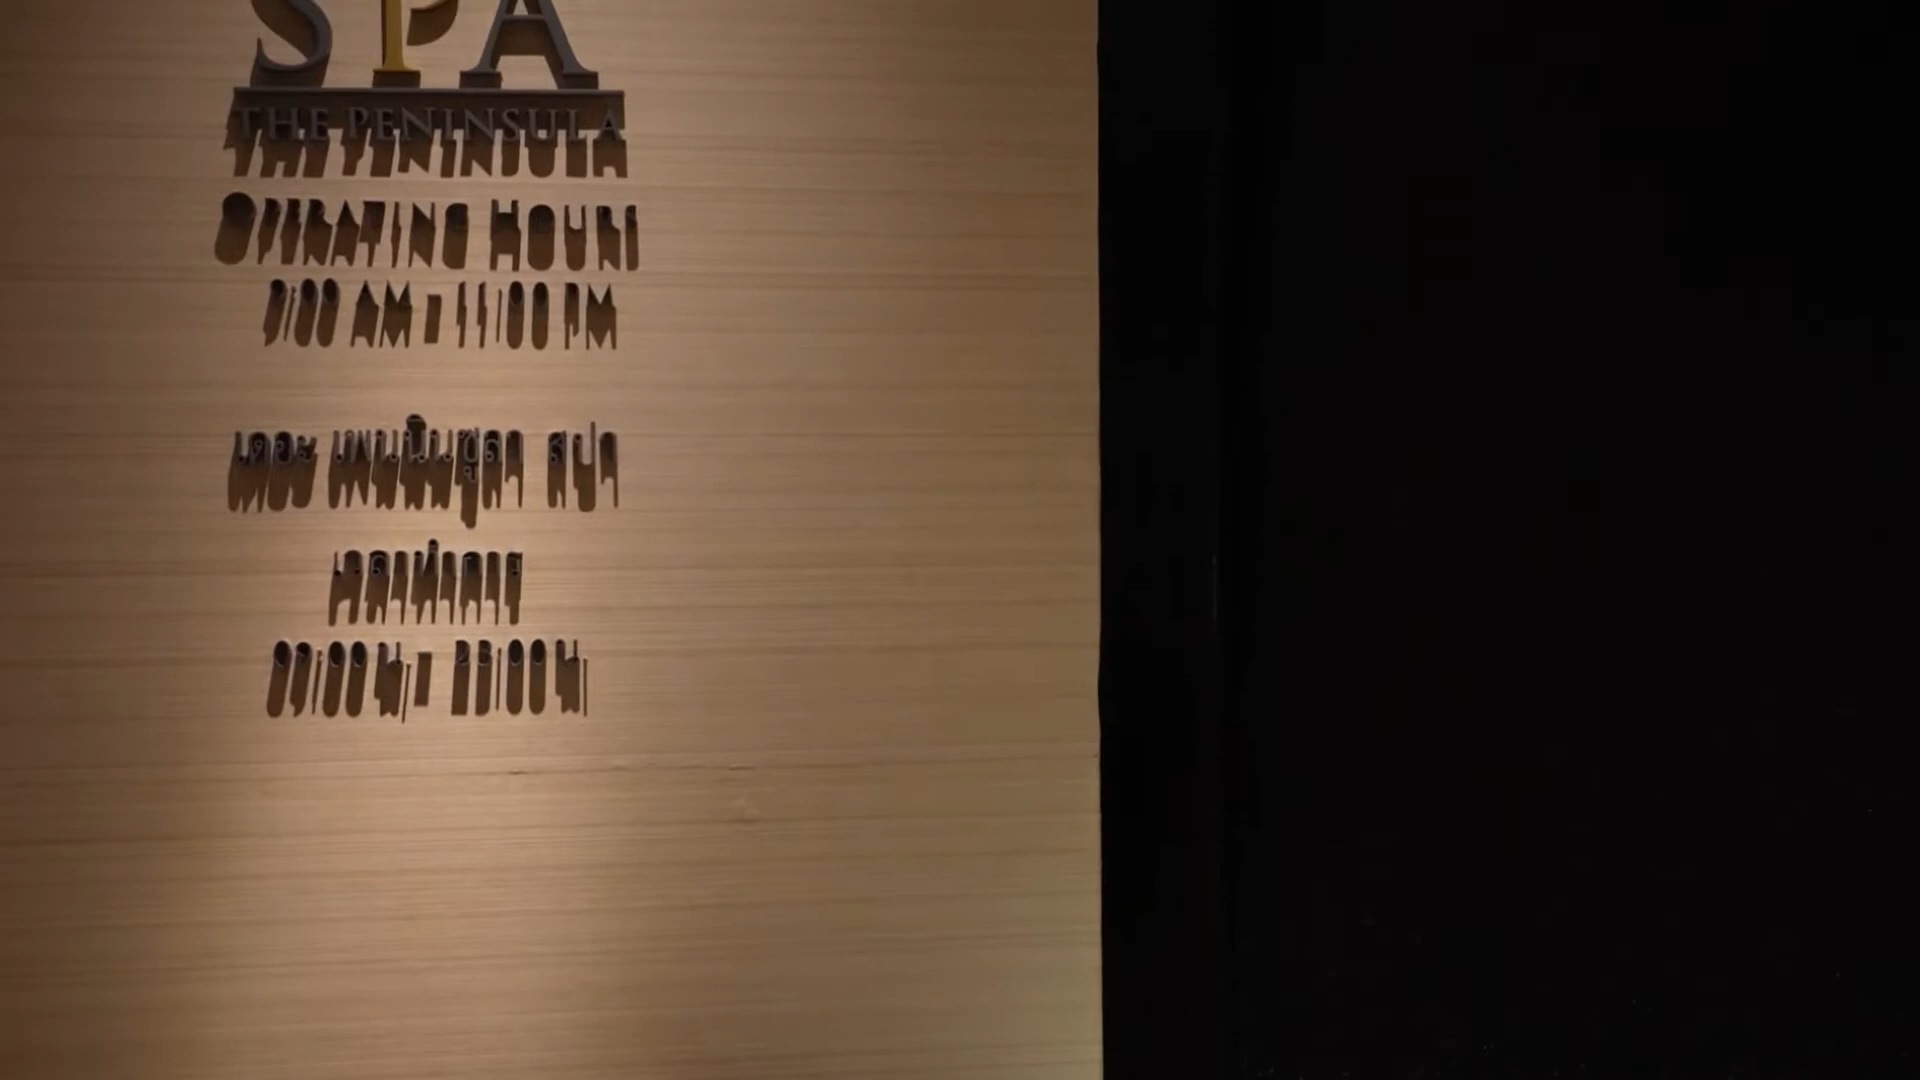 SPA
THE PENINSULA
OPERATING HOURS
9:00 AM - 11:00 PM
เดอะ เพนนินซูลา สปา
เวลาทำการ
09:00 น. - 23:00 น.